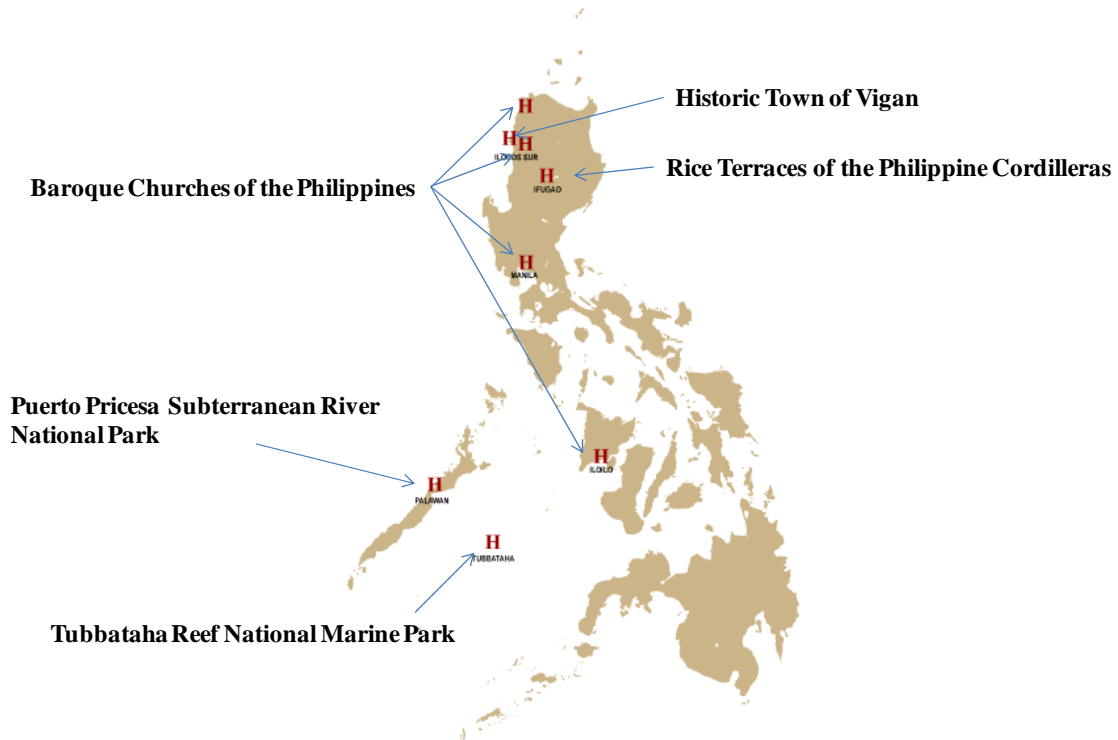 H
Historic Town of Vigan
H
H
ILOCOS SUR
Rice Terraces of the Philippine Cordilleras
H
IFUGAO
Baroque Churches of the Philippines
H
MANILA
Puerto Pricesa Subterranean River
National Park
H
ILOILO
H
PALAWAN
H
TUBBATAHA
Tubbataha Reef National Marine Park